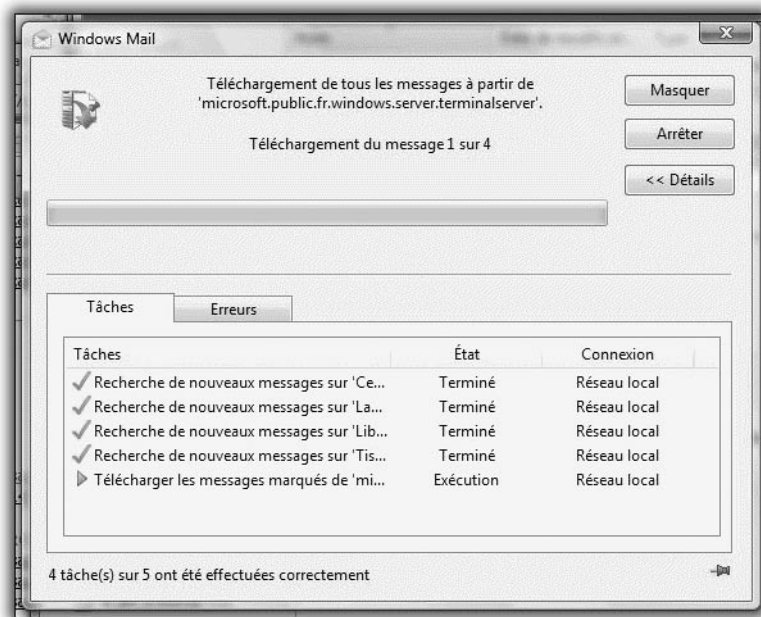 Windows Mail
Téléchargement de tous les messages à partir de
'microsoft.public.fr.windows.server.terminalserver'.
Téléchargement du message 1 sur 4
Masquer
Arrêter
<< Détails
Tâches Erreurs
Tâches État Connexion
Recherche de nouveaux messages sur 'Ce... Terminé Réseau local
Recherche de nouveaux messages sur 'La... Terminé Réseau local
Recherche de nouveaux messages sur 'Lib... Terminé Réseau local
Recherche de nouveaux messages sur 'Tis... Terminé Réseau local
Télécharger les messages marqués de 'mi... Exécution Réseau local
4 tâche(s) sur 5 ont été effectuées correctement